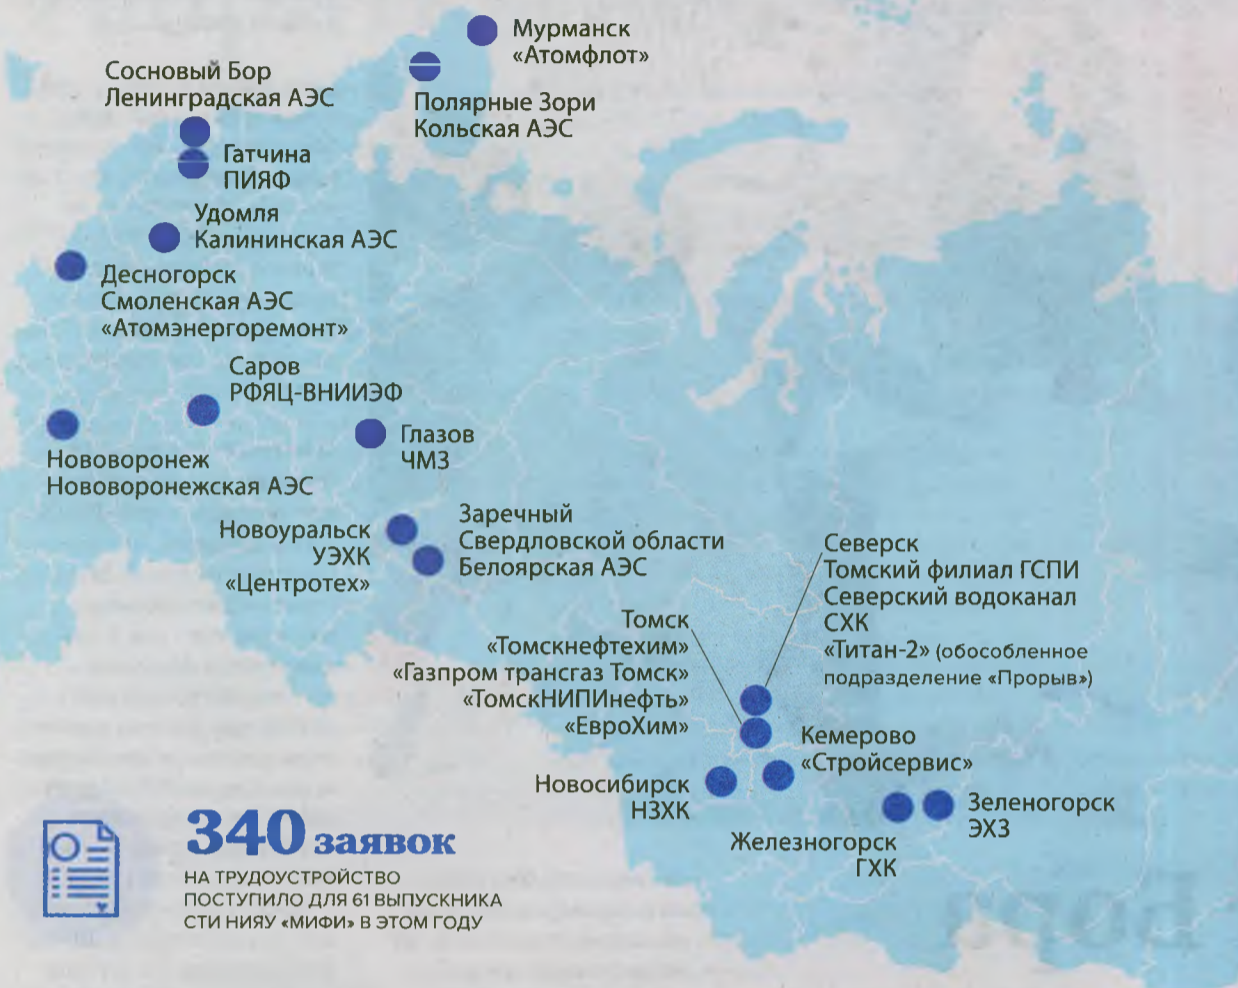 Мурманск
«Атомфлот»
Сосновый Бор
Ленинградская АЭС
Полярные Зори
Кольская АЭС
Гатчина
ПИЯФ
Удомля
Калининская АЭС
Десногорск
Смоленская АЭС
«Атомэнергоремонт»
Саров
РФЯЦ-ВНИИЭФ
Глазов
ЧМЗ
Нововоронеж
Нововоронежская АЭС
Новоуральск
УЭХК
«Центротех»
Заречный
Свердловской области
Белоярская АЭС
Северск
Томский филиал ГСПИ
Северский водоканал
СХК
«Титан-2» (обособленное
подразделение «Прорыв»)
Томск
«Томскнефтехим»
«Газпром трансгаз Томск»
«ТомскНИПИнефть»
«ЕвроХим»
Кемерово
«Стройсервис»
Новосибирск
НЗХК
Зеленогорск
ЭХЗ
Железногорск
ГХК
340 заявок
НА ТРУДОУСТРОЙСТВО
ПОСТУПИЛО ДЛЯ 61 ВЫПУСКНИКА
СТИ НИЯУ «МИФИ» В ЭТОМ ГОДУ